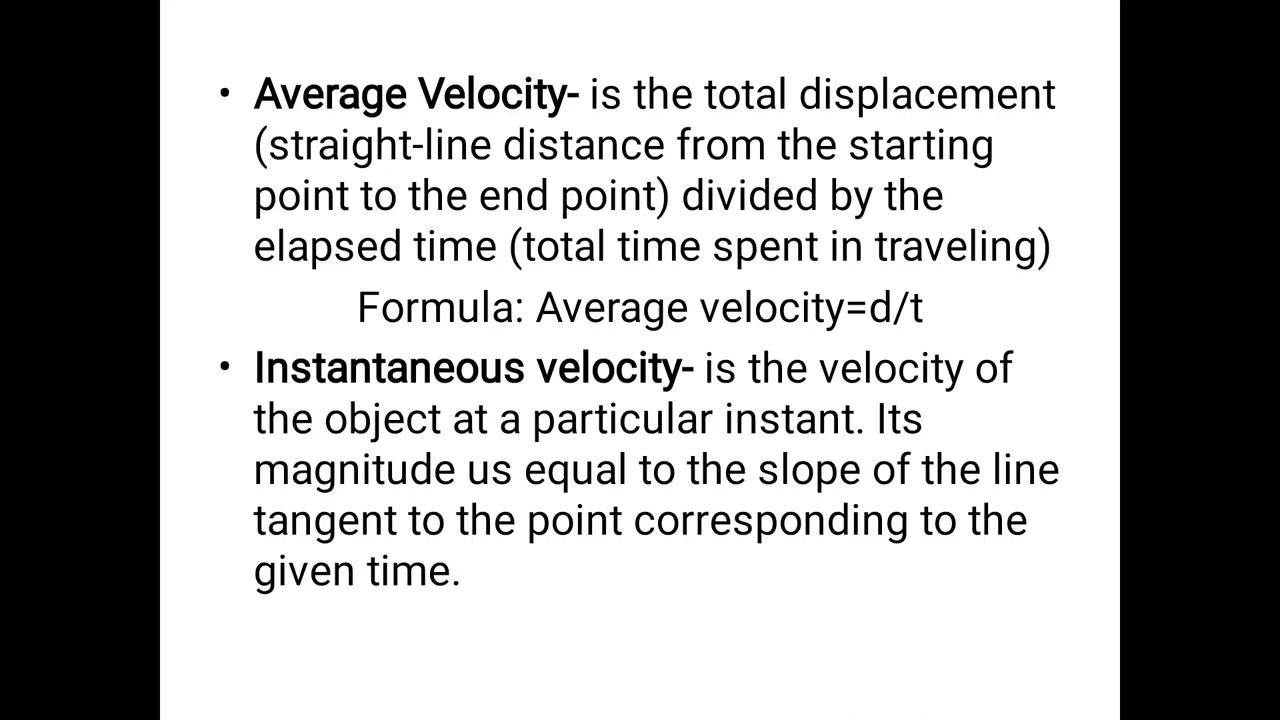 • Average Velocity- is the total displacement
(straight-line distance from the starting
point to the end point) divided by the
elapsed time (total time spent in traveling)
Formula: Average velocity=d/t
• Instantaneous velocity- is the velocity of
the object at a particular instant. Its
magnitude us equal to the slope of the line
tangent to the point corresponding to the
given time.